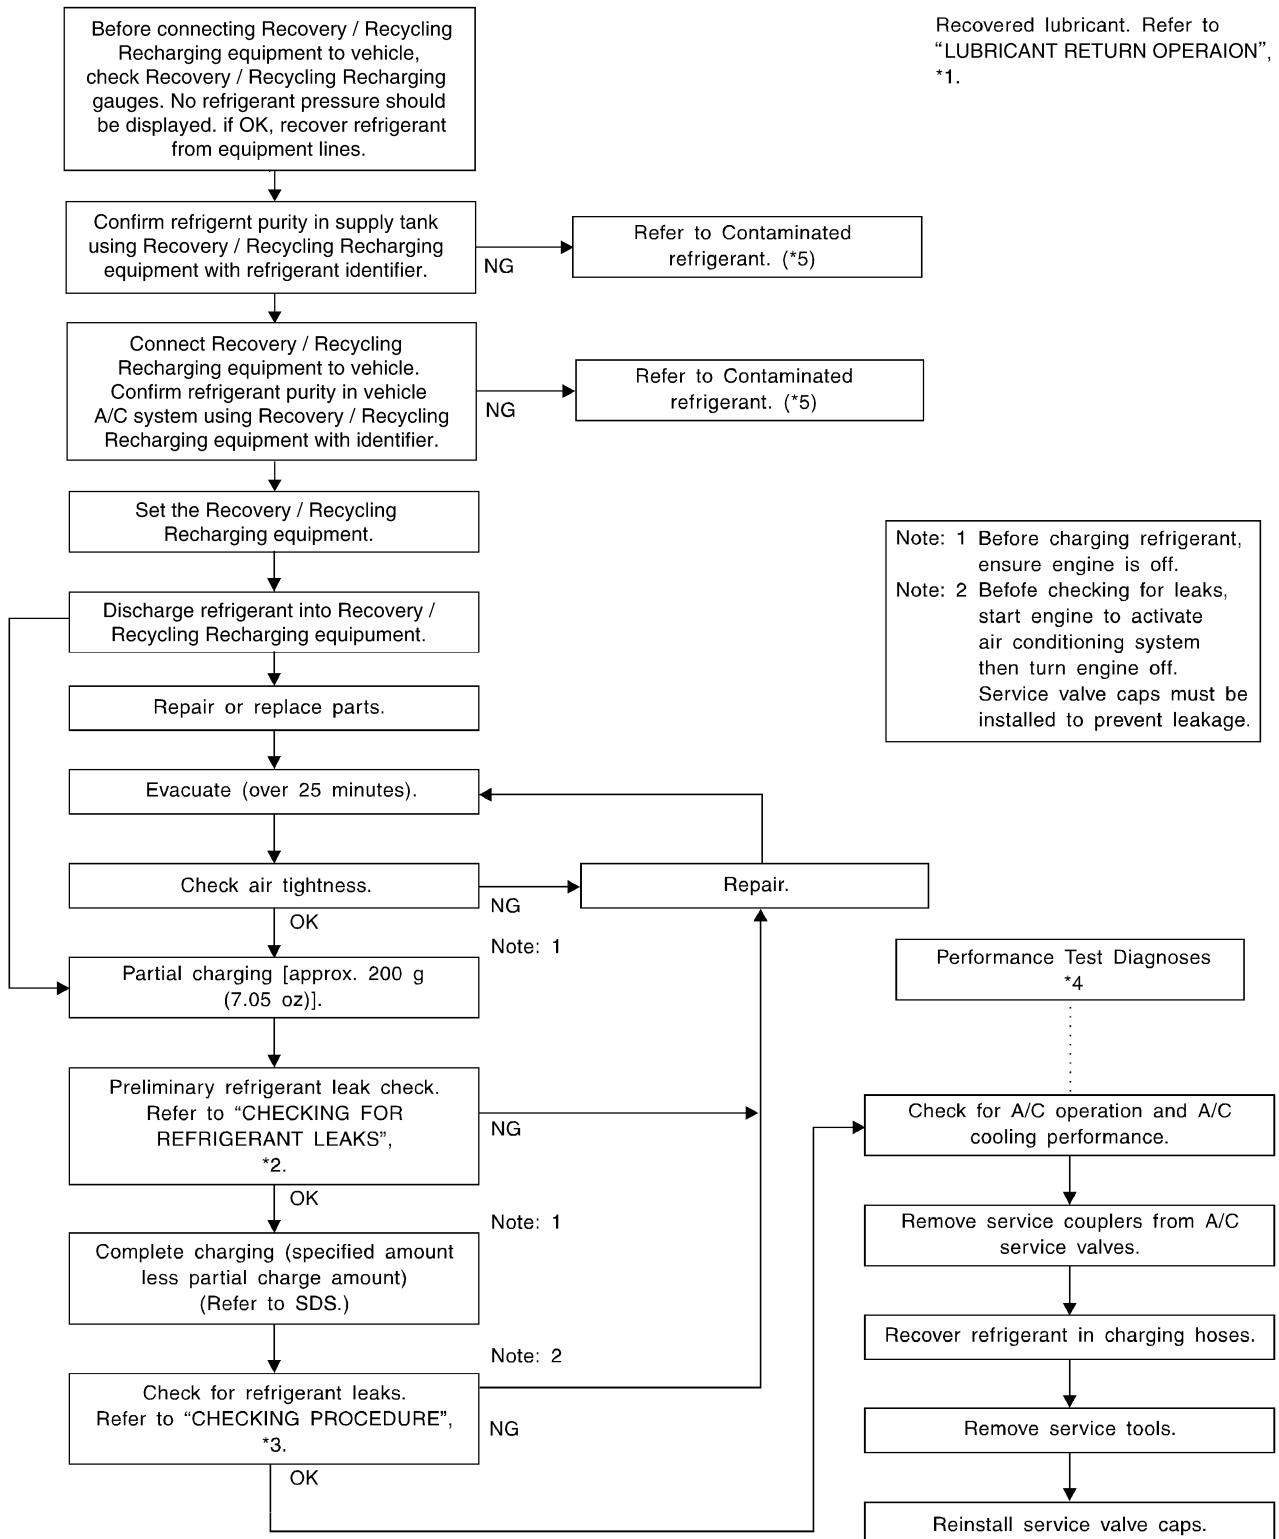 Before connecting Recovery / Recycling
Recharging equipment to vehicle,
check Recovery / Recycling Recharging
gauges. No refrigerant pressure should
be displayed. if OK, recover refrigerant
from equipment lines.
Recovered lubricant. Refer to
“LUBRICANT RETURN OPERAION”,
*1.
Confirm refrigernt purity in supply tank
using Recovery / Recycling Recharging
equipment with refrigerant identifier.
NG
Refer to Contaminated
refrigerant. (*5)
Connect Recovery / Recycling
Recharging equipment to vehicle.
Confirm refrigerant purity in vehicle
A/C system using Recovery / Recycling
Recharging equipment with identifier.
NG
Refer to Contaminated
refrigerant. (*5)
Set the Recovery / Recycling
Recharging equipment.
Note: 1 Before charging refrigerant,
ensure engine is off.
Note: 2 Befofe checking for leaks,
start engine to activate
air conditioning system
then turn engine off.
Service valve caps must be
installed to prevent leakage.
Discharge refrigerant into Recovery /
Recycling Recharging equipument.
Repair or replace parts.
Evacuate (over 25 minutes).
Check air tightness.
NG
Repair.
OK
Note: 1
Partial charging [approx. 200 g
(7.05 oz)].
Preliminary refrigerant leak check.
Refer to “CHECKING FOR
REFRIGERANT LEAKS”,
*2.
NG
OK
Note: 1
Complete charging (specified amount
less partial charge amount)
(Refer to SDS.)
Note: 2
Check for refrigerant leaks.
Refer to “CHECKING PROCEDURE”,
*3.
NG
OK
Performance Test Diagnoses
*4
Check for A/C operation and A/C
cooling performance.
Remove service couplers from A/C
service valves.
Recover refrigerant in charging hoses.
Remove service tools.
Reinstall service valve caps.